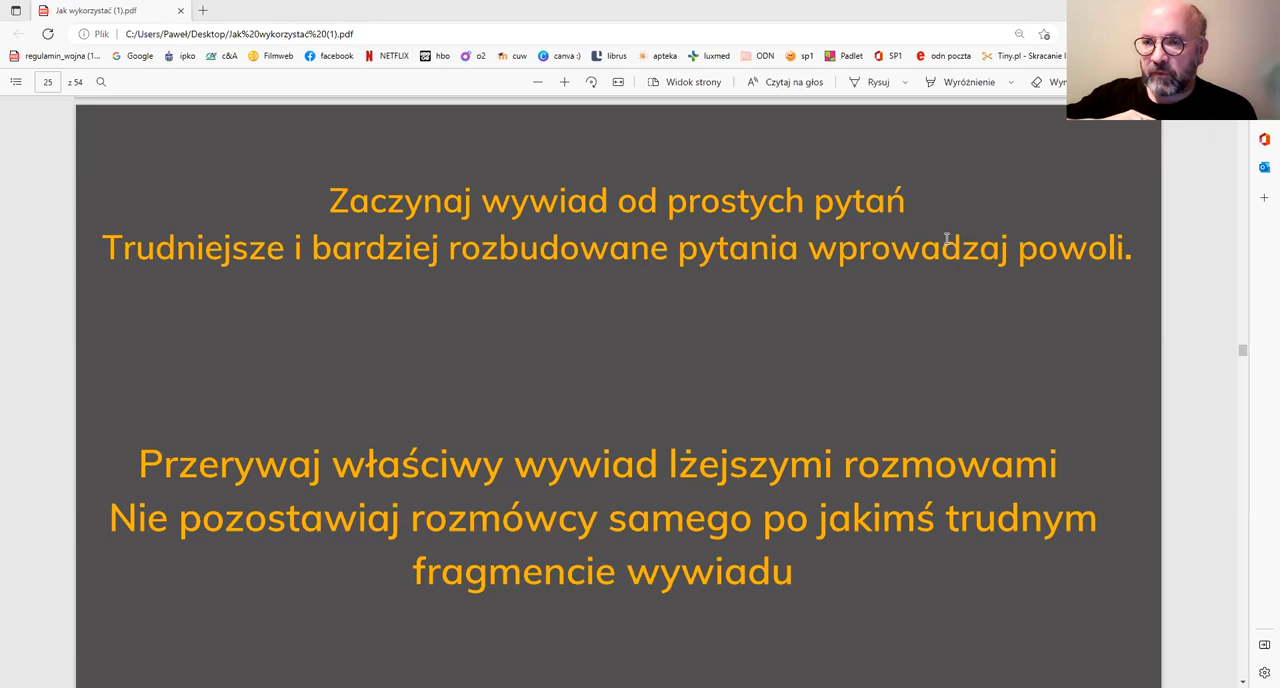 Jak wykorzystać (1).pdf
Plik C:/Users/Paweł/Desktop/Jak%20wykorzystać%20(1).pdf
regulamin_wojna (1... Google ipko c&A Filmweb facebook NETFLIX hbo o2 cuw canva :) librus apteka luxmed ODN sp1 Padlet SP1 odn poczta Tiny.pl - Skracanie l
25 z 54 Widok strony Czytaj na głos Rysuj Wyróżnienie Wy
Zaczynaj wywiad od prostych pytań
Trudniejsze i bardziej rozbudowane pytania wprowadzaj powoli.
Przerywaj właściwy wywiad lżejszymi rozmowami
Nie pozostawiaj rozmówcy samego po jakimś trudnym
fragmencie wywiadu